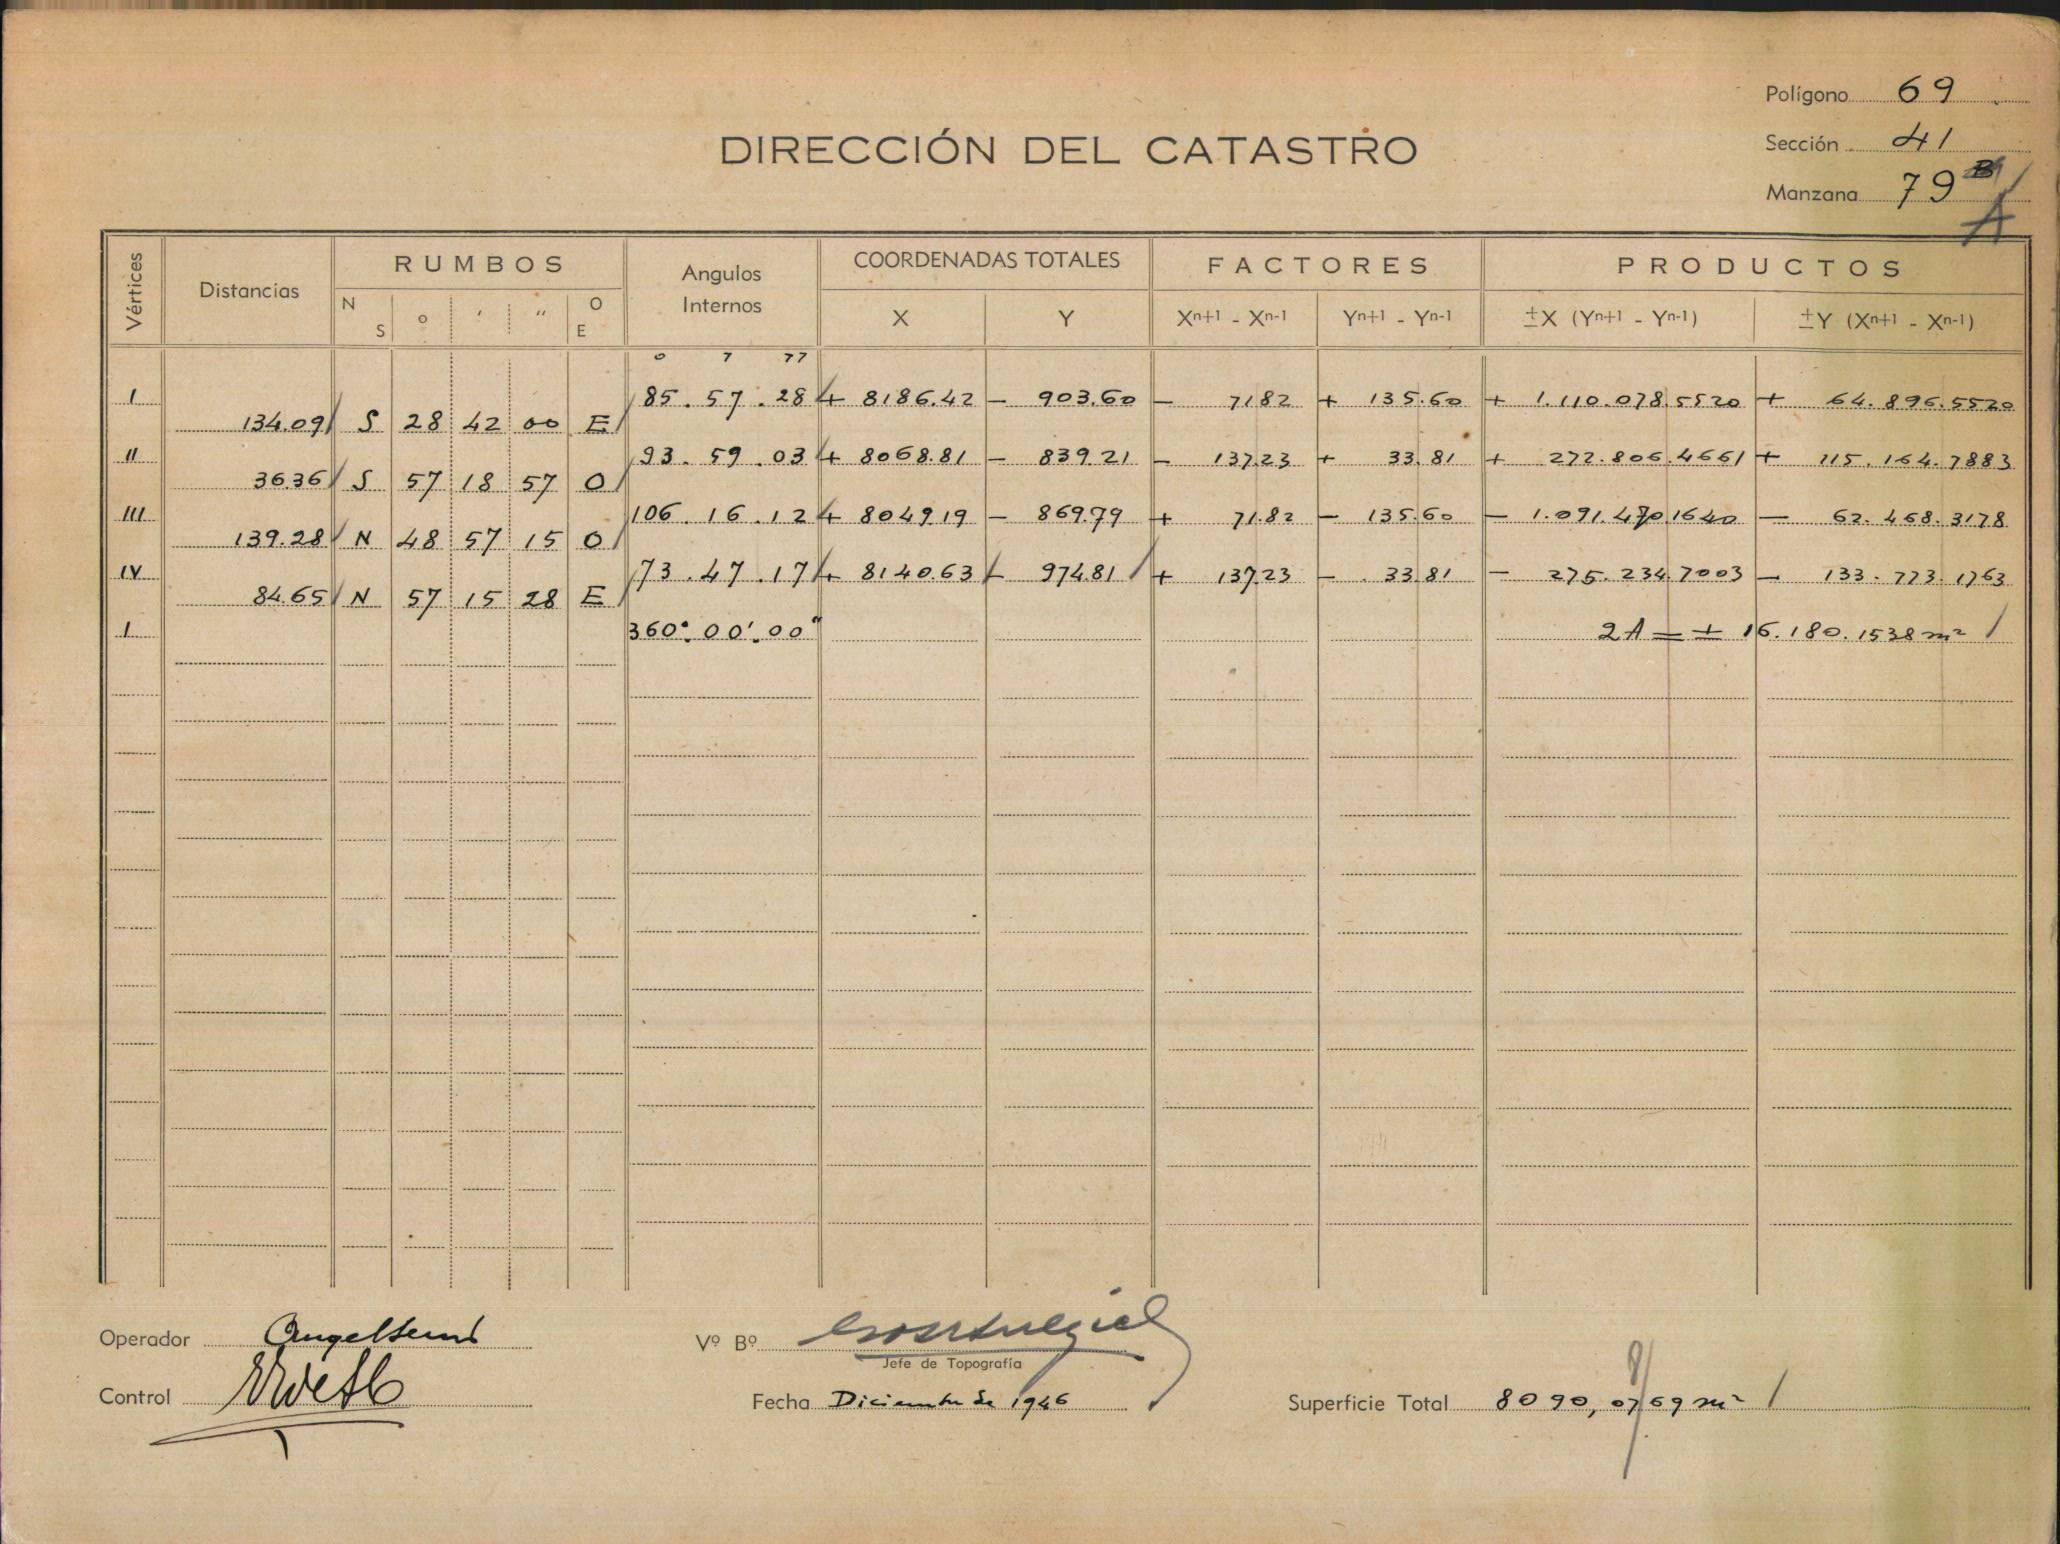 Polígono 69
DIRECCIÓN DEL CATASTRO
Sección 41
Manzana 79 A
Vértices Distancias RUMBOS Angulos Internos COORDENADAS TOTALES FACTORES PRODUCTOS
N S o ′ ″ O E X Y Xn+1 - Xn-1 Yn+1 - Yn-1 ±X (Yn+1 - Yn-1) ±Y (Xn+1 - Xn-1)
o ′ ″
I 85.57.28 + 8186.42 − 903.60 − 71.82 + 135.60 + 1.110.078.5520 + 64.896.5520
134.09 S 28 42 00 E
II 93.59.03 + 8068.81 − 839.21 − 137.23 + 33.81 + 272.806.4661 + 115.164.7883
36.36 S 57 18 57 O
III 106.16.12 + 8049.19 − 869.79 + 71.82 − 135.60 − 1.091.470.1640 − 62.468.3178
139.28 N 48 57 15 O
IV 73.47.17 + 8140.63 − 974.81 + 137.23 − 33.81 − 275.234.7003 − 133.773.1763
84.65 N 57 15 28 E
I 360°.00'.00" 2A = ± 16.180.1538 m²
Operador
Vº Bº
Jefe de Topografía
Control
Fecha Diciembre de 1946
Superficie Total 8090,0769 m²